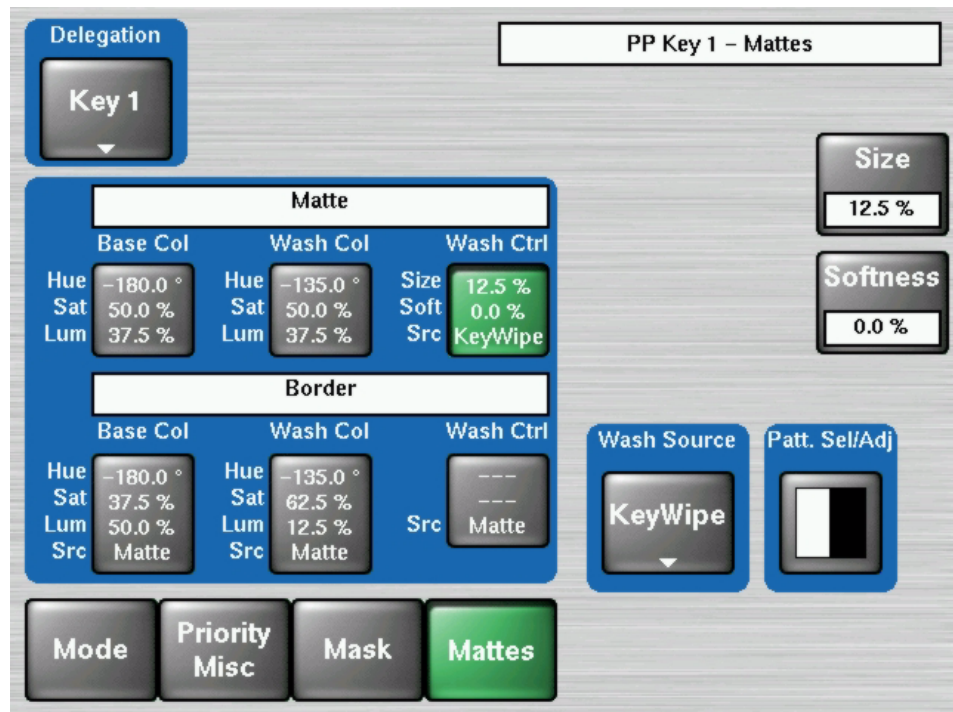 Delegation
PP Key 1 – Mattes
Key 1
Size
12.5 %
Matte
Base Col Wash Col Wash Ctrl
Hue −180.0 ° Hue −135.0 ° Size 12.5 %
Sat 50.0 % Sat 50.0 % Soft 0.0 %
Lum 37.5 % Lum 37.5 % Src KeyWipe
Softness
0.0 %
Border
Base Col Wash Col Wash Ctrl
Hue −180.0 ° Hue −135.0 ° ---
Sat 37.5 % Sat 62.5 % ---
Lum 50.0 % Lum 12.5 % Src Matte
Src Matte Src Matte
Wash Source Patt. Sel/Adj
KeyWipe
Mode Priority Misc Mask Mattes